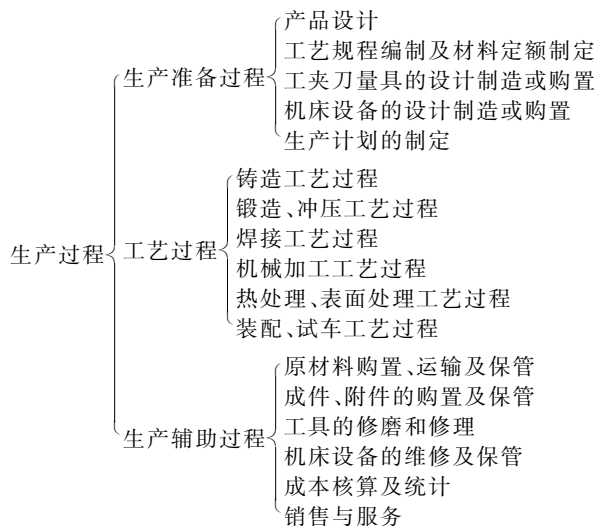 生产过程
生产准备过程
产品设计
工艺规程编制及材料定额制定
工夹刀量具的设计制造或购置
机床设备的设计制造或购置
生产计划的制定
工艺过程
铸造工艺过程
锻造、冲压工艺过程
焊接工艺过程
机械加工工艺过程
热处理、表面处理工艺过程
装配、试车工艺过程
生产辅助过程
原材料购置、运输及保管
成件、附件的购置及保管
工具的修磨和修理
机床设备的维修及保管
成本核算及统计
销售与服务